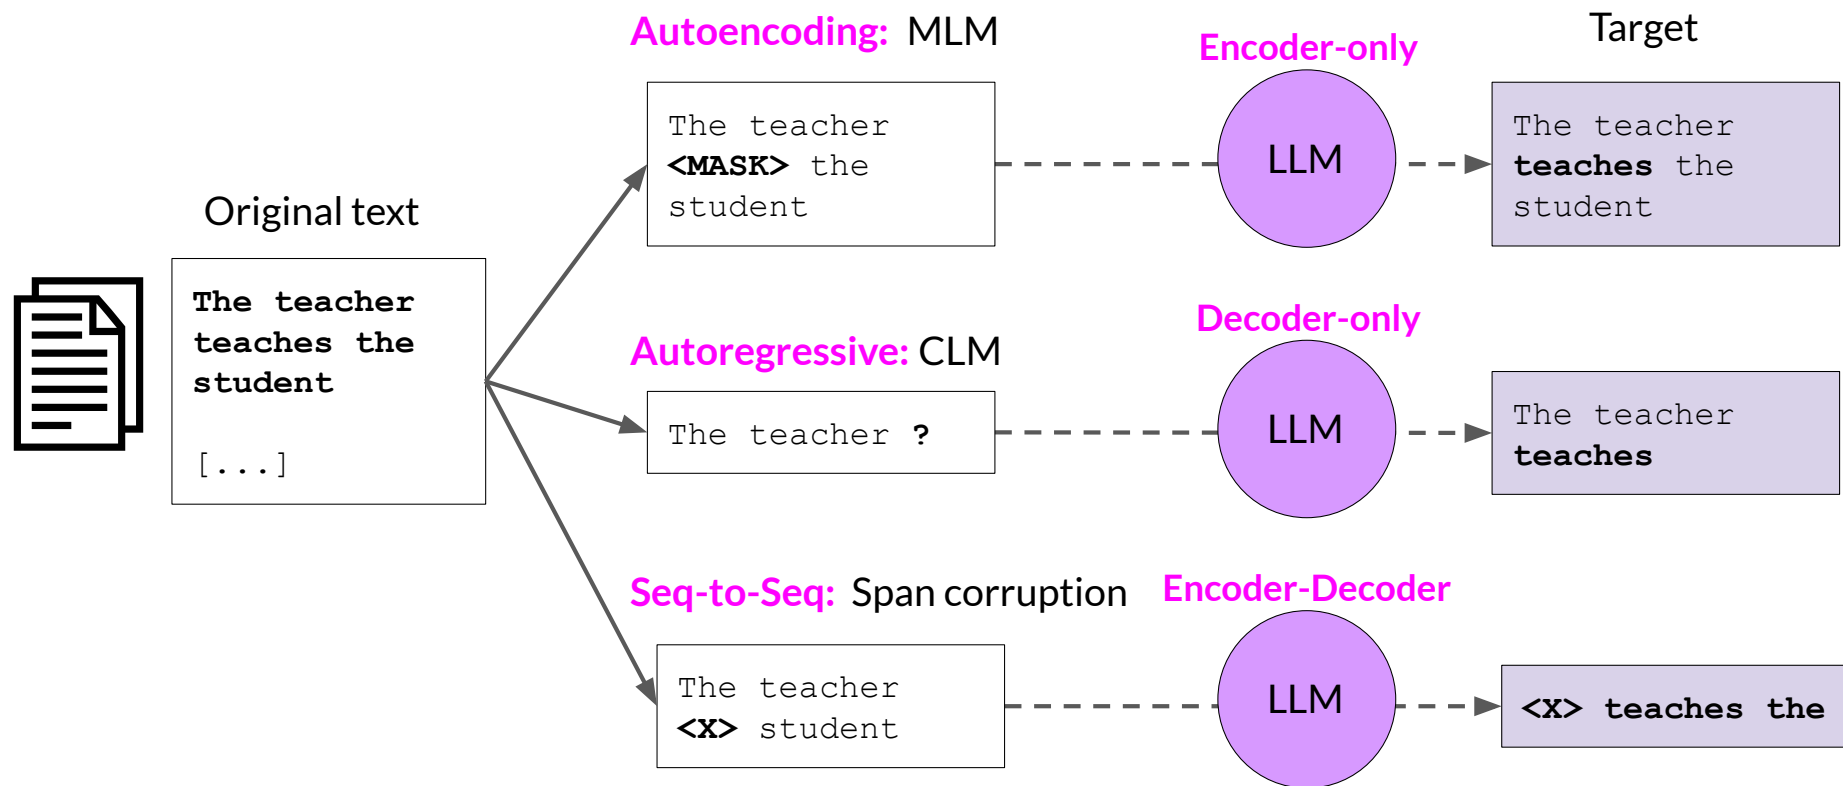 Original text
The teacher
teaches the
student
[...]
Autoencoding: MLM
The teacher
<MASK> the
student
Encoder-only
LLM
Target
The teacher
teaches the
student
Autoregressive: CLM
The teacher ?
Decoder-only
LLM
The teacher
teaches
Seq-to-Seq: Span corruption
The teacher
<X> student
Encoder-Decoder
LLM
<X> teaches the